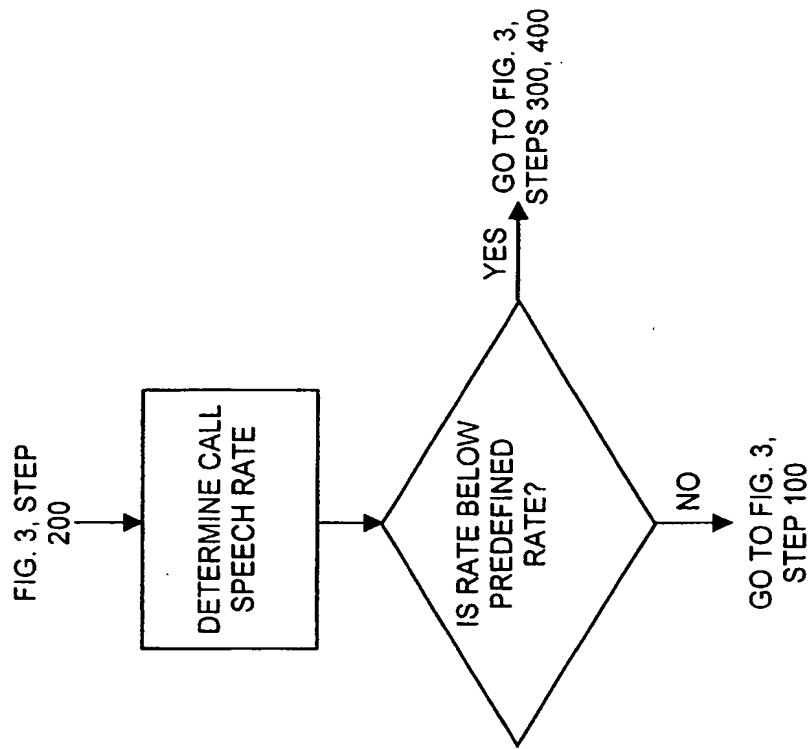 FIG. 3, STEP
200
DETERMINE CALL
SPEECH RATE
IS RATE BELOW
PREDEFINED
RATE?
YES
GO TO FIG. 3,
STEPS 300, 400
NO
GO TO FIG. 3,
STEP 100